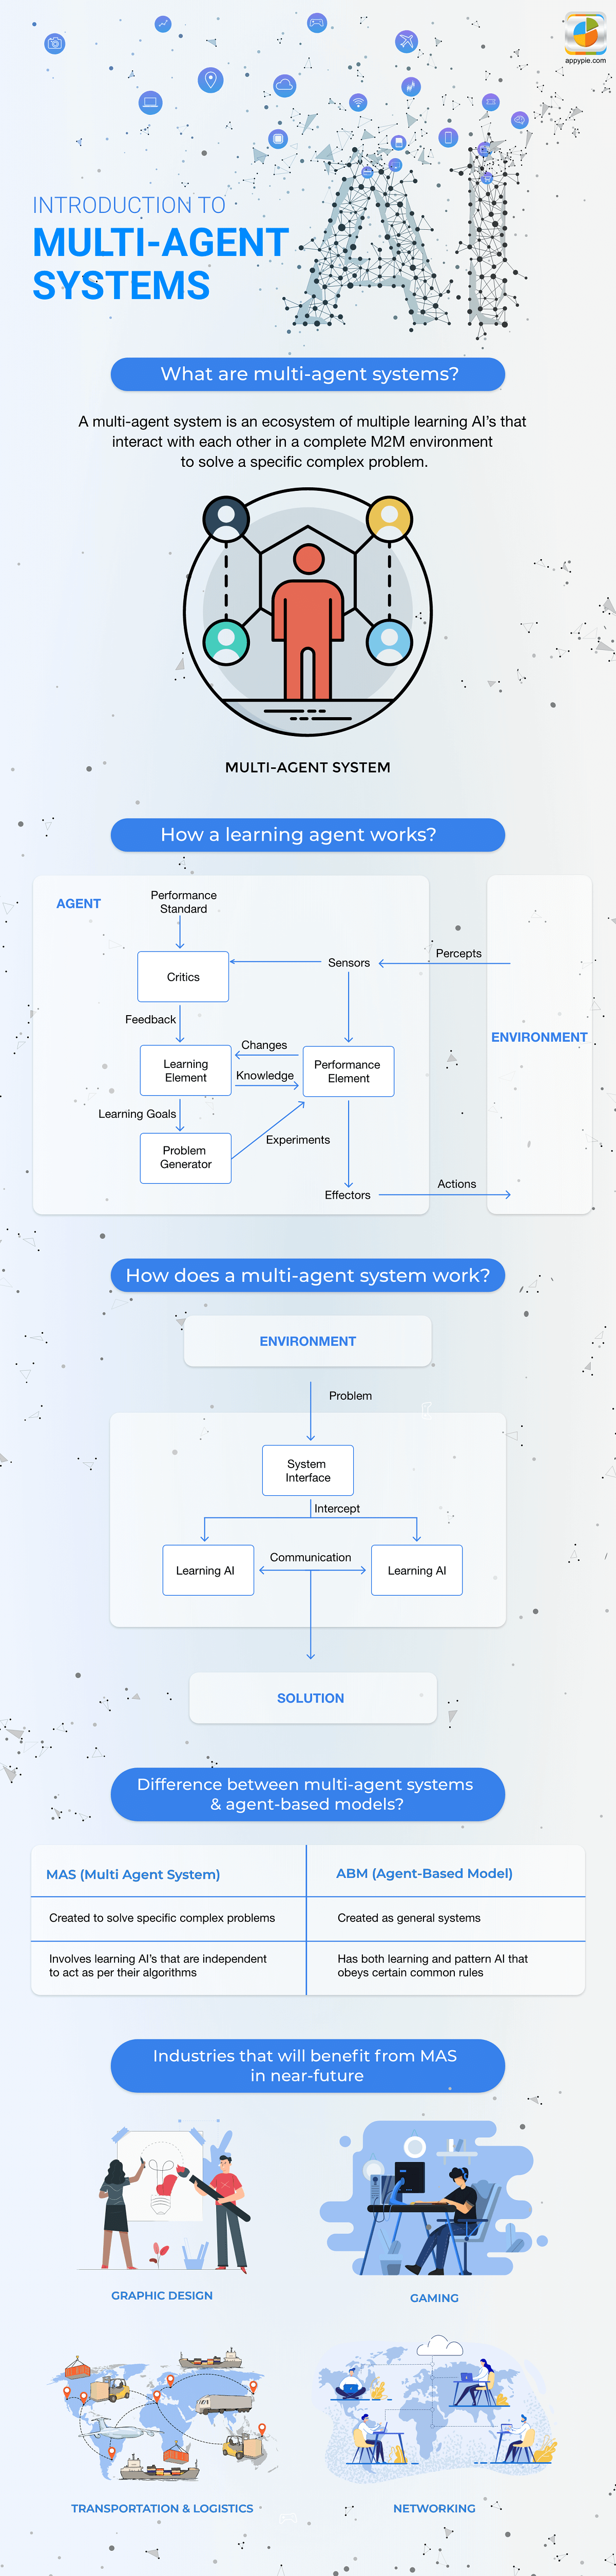 appypie.com
INTRODUCTION TO
MULTI-AGENT
SYSTEMS
What are multi-agent systems?
A multi-agent system is an ecosystem of multiple learning AI's that
interact with each other in a complete M2M environment
to solve a specific complex problem.
MULTI-AGENT SYSTEM
How a learning agent works?
AGENT
Performance
Standard
Critics
Sensors
Percepts
Feedback
ENVIRONMENT
Changes
Learning
Element
Knowledge
Performance
Element
Learning Goals
Experiments
Problem
Generator
Effectors
Actions
How does a multi-agent system work?
ENVIRONMENT
Problem
System
Interface
Intercept
Communication
Learning AI
Learning AI
SOLUTION
Difference between multi-agent systems
& agent-based models?
MAS (Multi Agent System)
ABM (Agent-Based Model)
Created to solve specific complex problems
Created as general systems
Involves learning AI's that are independent
to act as per their algorithms
Has both learning and pattern AI that
obeys certain common rules
Industries that will benefit from MAS
in near-future
GRAPHIC DESIGN
GAMING
TRANSPORTATION & LOGISTICS
NETWORKING